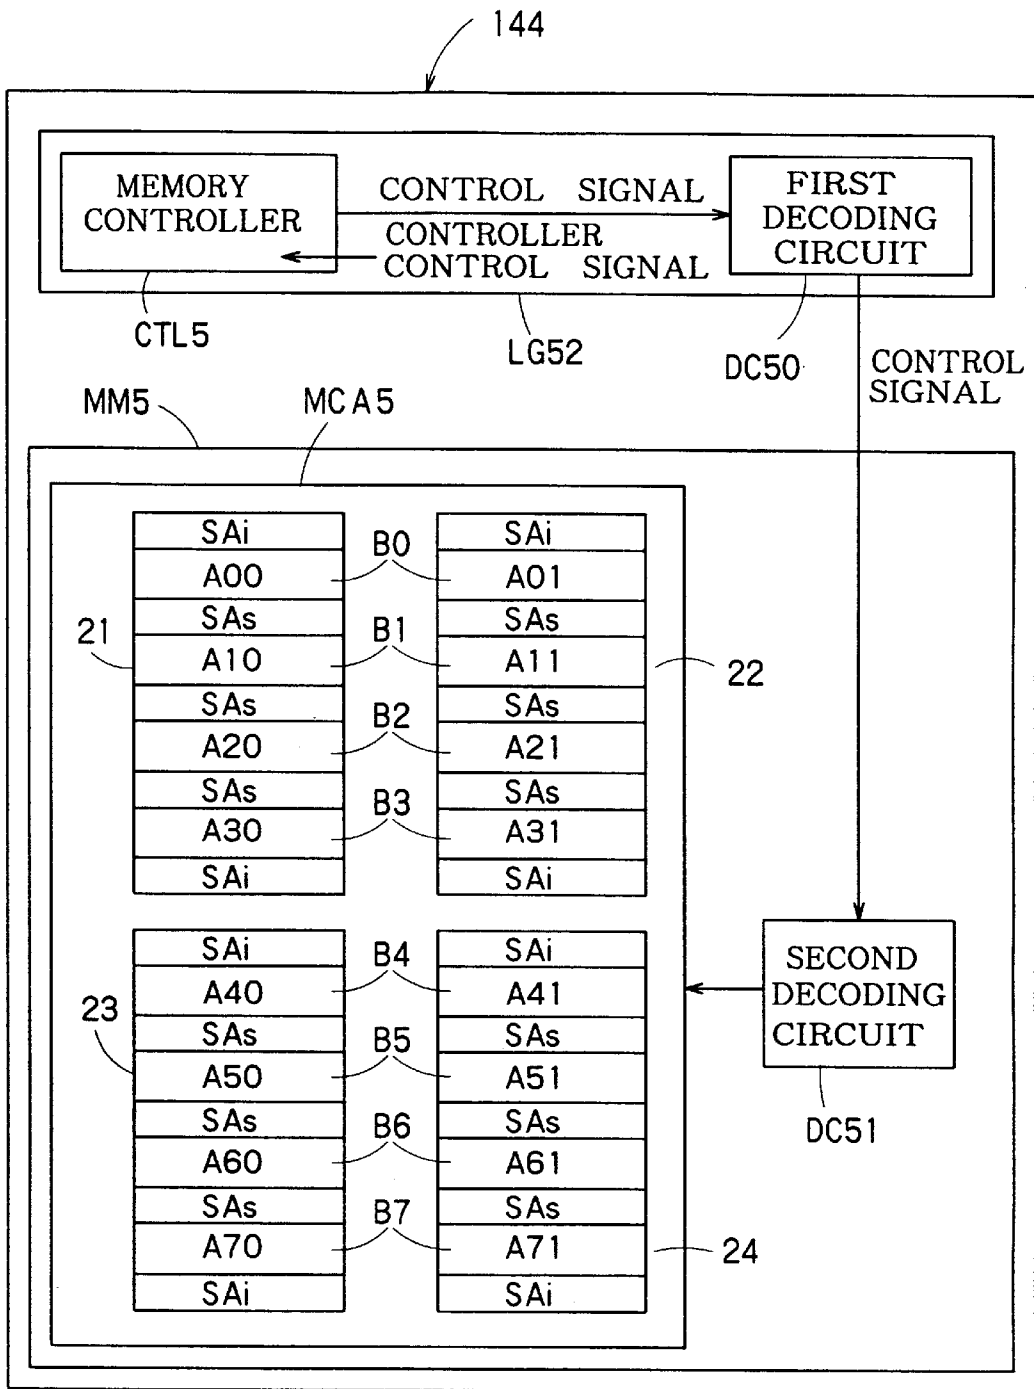 144
MEMORY
CONTROLLER
CONTROL SIGNAL
CONTROLLER
CONTROL SIGNAL
FIRST
DECODING
CIRCUIT
CTL5
LG52
DC50
CONTROL
SIGNAL
MM5
MCA5
SAi
A00
SAs
A10
SAs
A20
SAs
A30
SAi
B0
B1
B2
B3
SAi
A01
SAs
A11
SAs
A21
SAs
A31
SAi
21
22
SAi
A40
SAs
A50
SAs
A60
SAs
A70
SAi
B4
B5
B6
B7
SAi
A41
SAs
A51
SAs
A61
SAs
A71
SAi
23
24
SECOND
DECODING
CIRCUIT
DC51